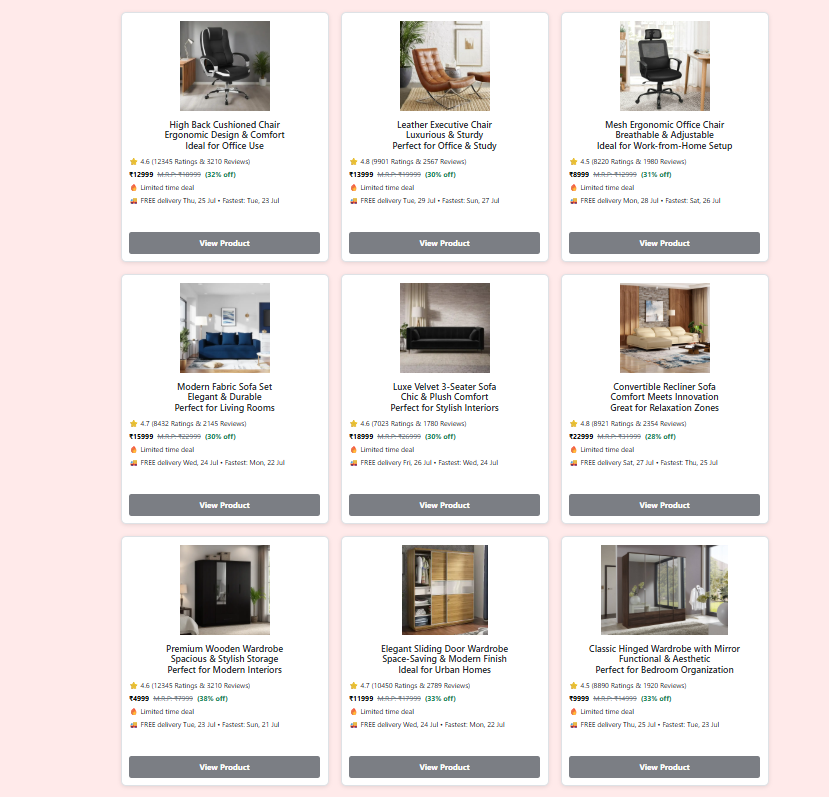 High Back Cushioned Chair
Ergonomic Design & Comfort
Ideal for Office Use
4.6 (12345 Ratings & 3210 Reviews)
₹12999 M.R.P: ₹18999 (32% off)
Limited time deal
FREE delivery Thu, 25 Jul • Fastest: Tue, 23 Jul
View Product
Leather Executive Chair
Luxurious & Sturdy
Perfect for Office & Study
4.8 (9901 Ratings & 2567 Reviews)
₹13999 M.R.P: ₹19999 (30% off)
Limited time deal
FREE delivery Tue, 29 Jul • Fastest: Sun, 27 Jul
View Product
Mesh Ergonomic Office Chair
Breathable & Adjustable
Ideal for Work-from-Home Setup
4.5 (8220 Ratings & 1980 Reviews)
₹8999 M.R.P: ₹12999 (31% off)
Limited time deal
FREE delivery Mon, 28 Jul • Fastest: Sat, 26 Jul
View Product
Modern Fabric Sofa Set
Elegant & Durable
Perfect for Living Rooms
4.7 (8432 Ratings & 2145 Reviews)
₹15999 M.R.P: ₹22999 (30% off)
Limited time deal
FREE delivery Wed, 24 Jul • Fastest: Mon, 22 Jul
View Product
Luxe Velvet 3-Seater Sofa
Chic & Plush Comfort
Perfect for Stylish Interiors
4.6 (7023 Ratings & 1780 Reviews)
₹18999 M.R.P: ₹26999 (30% off)
Limited time deal
FREE delivery Fri, 26 Jul • Fastest: Wed, 24 Jul
View Product
Convertible Recliner Sofa
Comfort Meets Innovation
Great for Relaxation Zones
4.8 (8921 Ratings & 2354 Reviews)
₹22999 M.R.P: ₹31999 (28% off)
Limited time deal
FREE delivery Sat, 27 Jul • Fastest: Thu, 25 Jul
View Product
Premium Wooden Wardrobe
Spacious & Stylish Storage
Perfect for Modern Interiors
4.6 (12345 Ratings & 3210 Reviews)
₹4999 M.R.P: ₹7999 (38% off)
Limited time deal
FREE delivery Tue, 23 Jul • Fastest: Sun, 21 Jul
View Product
Elegant Sliding Door Wardrobe
Space-Saving & Modern Finish
Ideal for Urban Homes
4.7 (10450 Ratings & 2789 Reviews)
₹11999 M.R.P: ₹17999 (33% off)
Limited time deal
FREE delivery Wed, 24 Jul • Fastest: Mon, 22 Jul
View Product
Classic Hinged Wardrobe with Mirror
Functional & Aesthetic
Perfect for Bedroom Organization
4.5 (8890 Ratings & 1920 Reviews)
₹9999 M.R.P: ₹14999 (33% off)
Limited time deal
FREE delivery Thu, 25 Jul • Fastest: Tue, 23 Jul
View Product